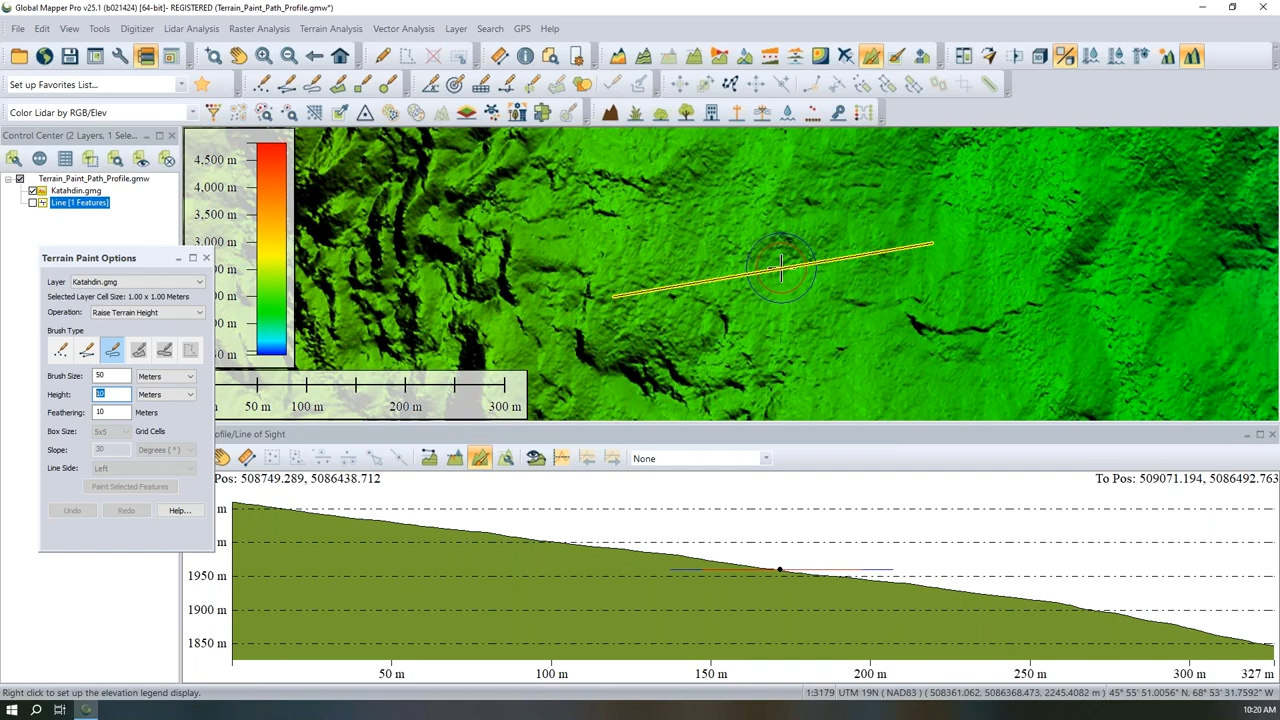 Global Mapper Pro v25.1 (b021424) [64-bit]- REGISTERED (Terrain_Paint_Path_Profile.gmw*)
File Edit View Tools Digitizer Lidar Analysis Raster Analysis Terrain Analysis Vector Analysis Layer Search GPS Help
Set up Favorites List...
Color Lidar by RGB/Elev
Control Center (2 Layers, 1 Sele...
Terrain_Paint_Path_Profile.gmw
Katahdin.gmg
Line [1 Features]
4,500 m
4,000 m
3,500 m
3,000 m
50 m 100 m 200 m 300 m
Terrain Paint Options
Layer Katahdin.gmg
Selected Layer Cell Size: 1.00 x 1.00 Meters
Operation: Raise Terrain Height
Brush Type
Brush Size: 50 Meters
Height: 10 Meters
Feathering: 10 Meters
Box Size: 5x5 Grid Cells
Slope: 30 Degrees ( ° )
Line Side: Left
Paint Selected Features
Undo Redo Help...
ofile/Line of Sight
None
Pos: 508749.289, 5086438.712 To Pos: 509071.194, 5086492.763
m
m
1950 m
1900 m
1850 m
50 m 100 m 150 m 200 m 250 m 300 m 327 m
Right click to set up the elevation legend display.
1:3179 UTM 19N ( NAD83 ) ( 508361.062, 5086368.473, 2245.4082 m ) 45° 55' 51.0056" N, 68° 53' 31.7592" W
10:20 AM